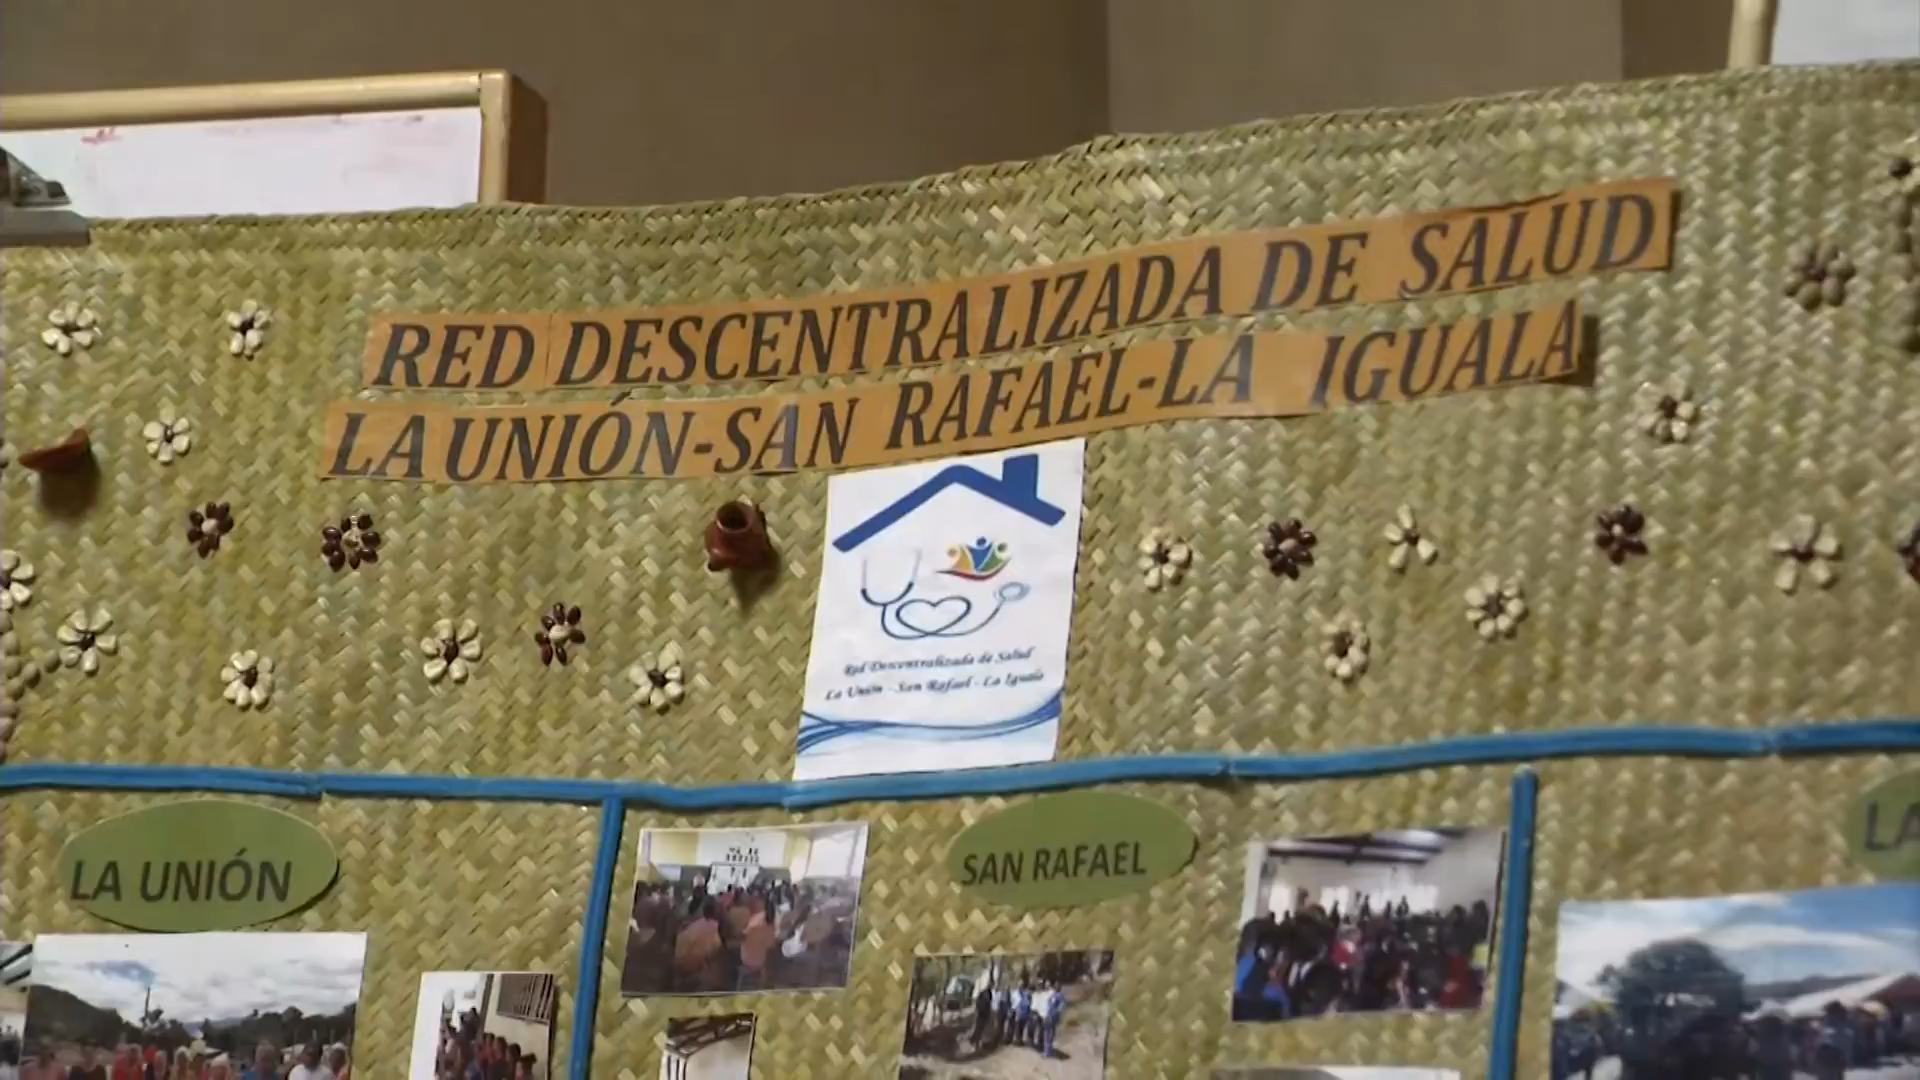 RED DESCENTRALIZADA DE SALUD
LA UNIÓN-SAN RAFAEL-LA IGUALA
Red Descentralizada de Salud
La Unión - San Rafael - La Iguala
LA UNIÓN
SAN RAFAEL
LA